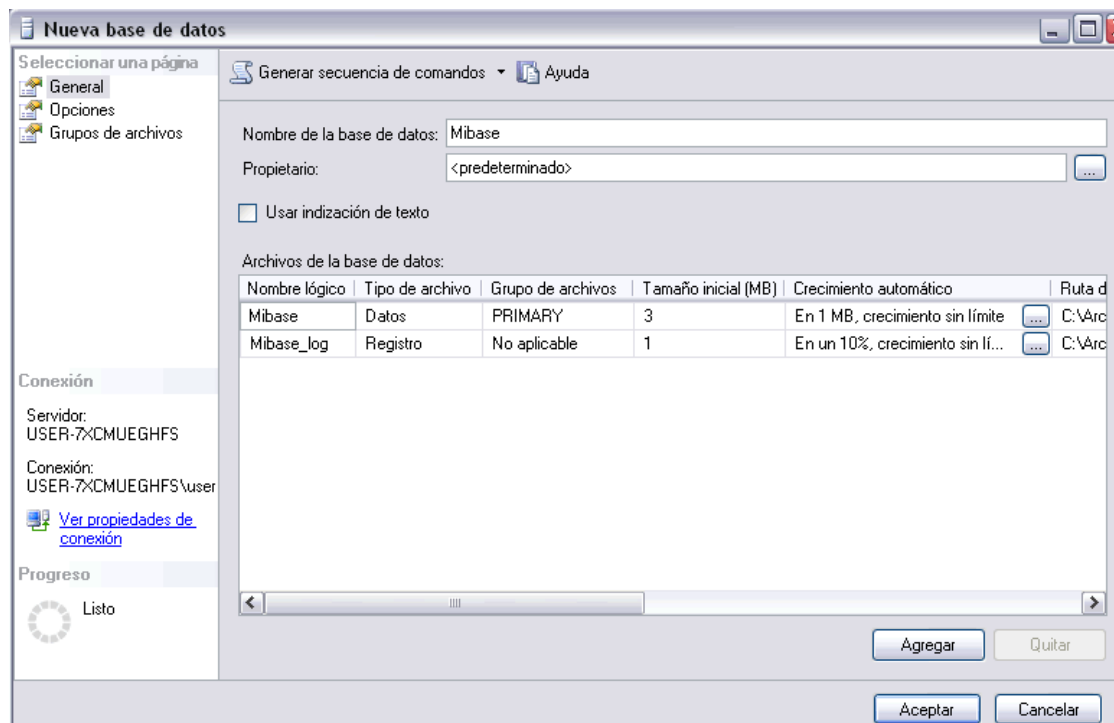 Nueva base de datos
Seleccionar una página
General
Opciones
Grupos de archivos
Generar secuencia de comandos Ayuda
Nombre de la base de datos: Mibase
Propietario: <predeterminado> ...
Usar indización de texto
Archivos de la base de datos:
Nombre lógico Tipo de archivo Grupo de archivos Tamaño inicial (MB) Crecimiento automático Ruta d
Mibase Datos PRIMARY 3 En 1 MB, crecimiento sin límite ... C:\Arc
Mibase_log Registro No aplicable 1 En un 10%, crecimiento sin lí... ... C:\Arc
Conexión
Servidor:
USER-7XCMUEGHFS
Conexión:
USER-7XCMUEGHFS\user
Ver propiedades de
conexión
Progreso
Listo
Agregar Quitar
Aceptar Cancelar